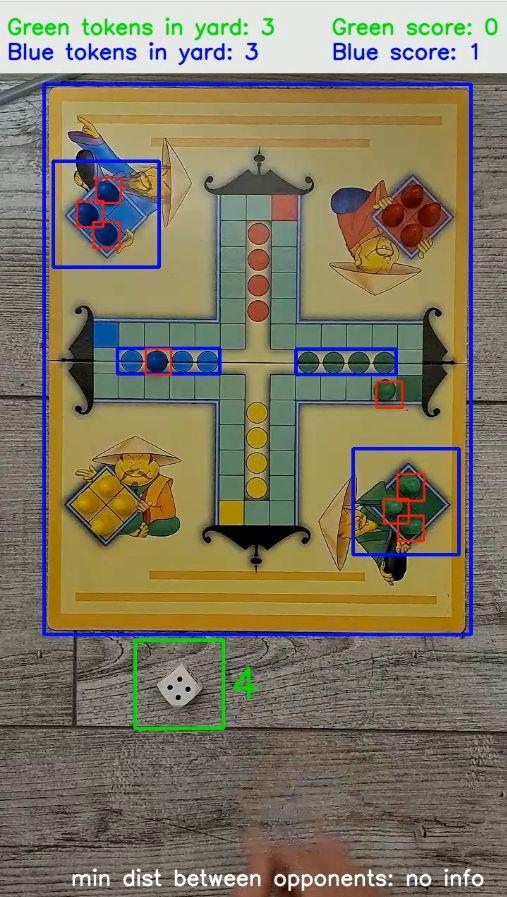 Green tokens in yard: 3 Green score: 0
Blue tokens in yard: 3 Blue score: 1
4
min dist between opponents: no info